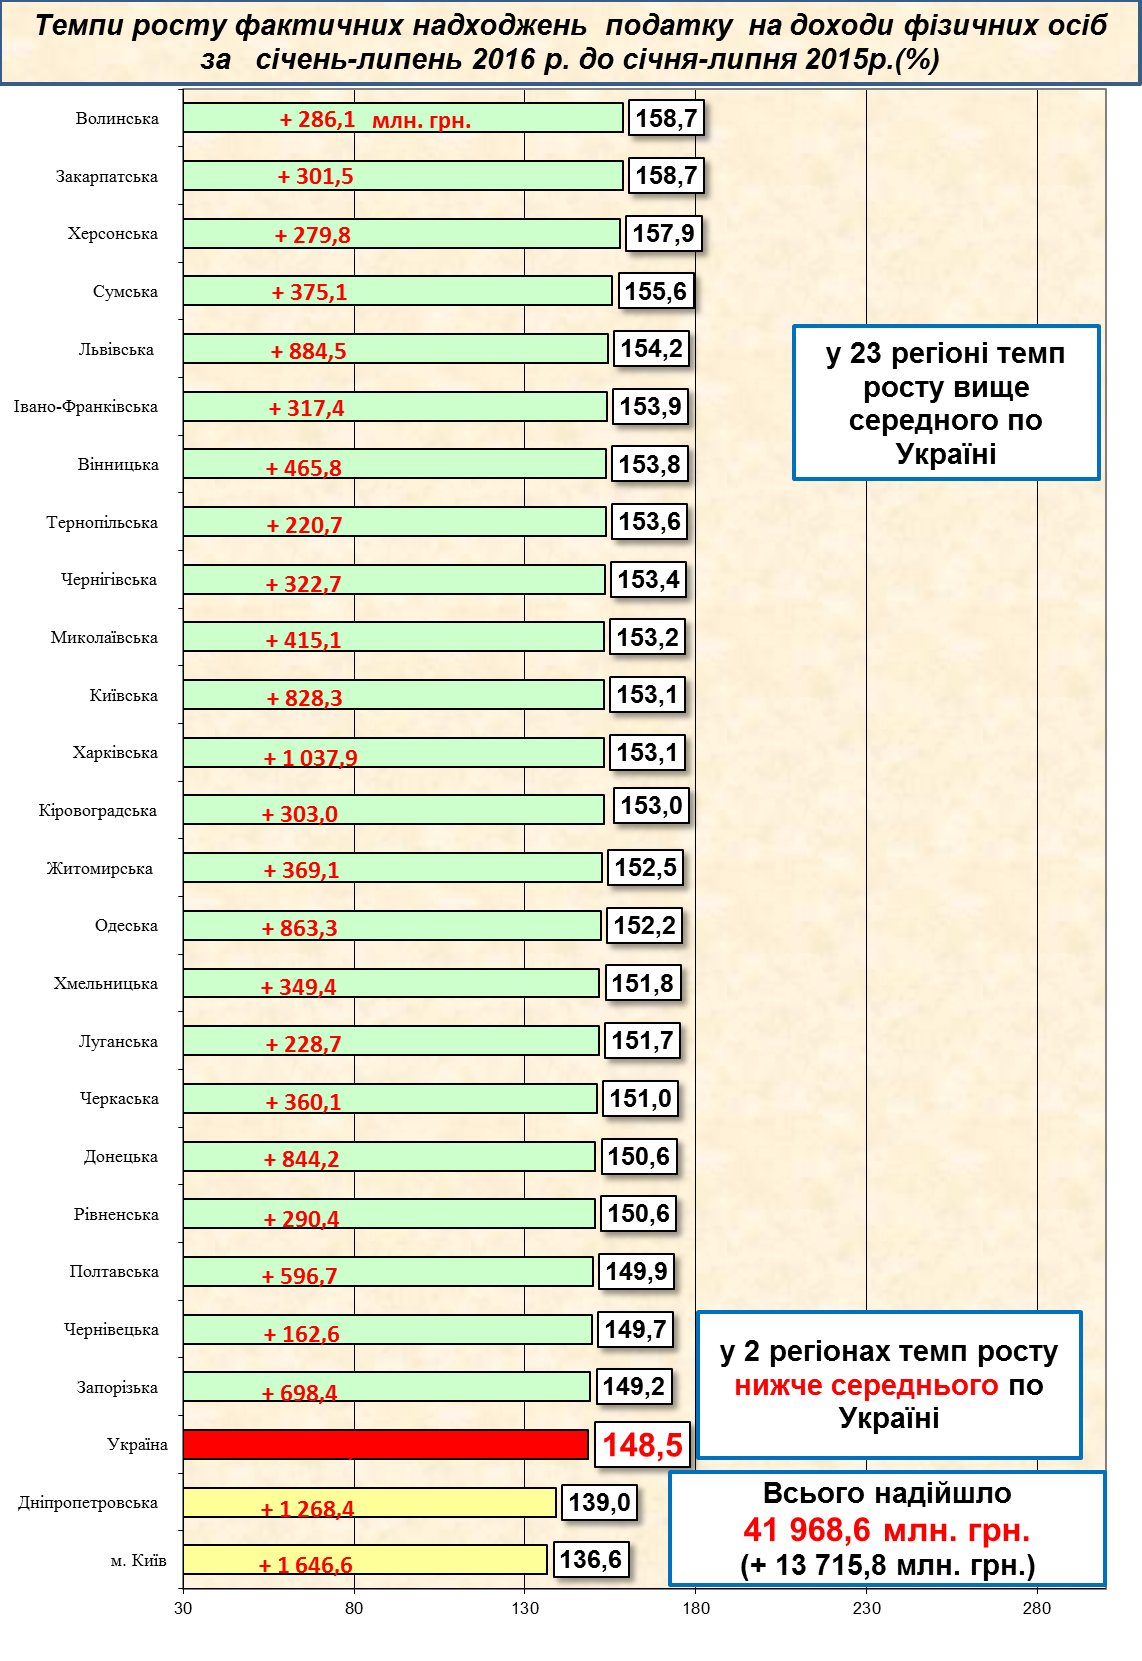 Темпи росту фактичних надходжень податку на доходи фізичних осіб
за січень-липень 2016 р. до січня-липня 2015р.(%)
Волинська + 286,1 млн. грн. 158,7
Закарпатська + 301,5 158,7
Херсонська + 279,8 157,9
Сумська + 375,1 155,6
Львівська + 884,5 154,2
Івано-Франківська + 317,4 153,9
Вінницька + 465,8 153,8
Тернопільська + 220,7 153,6
Чернігівська + 322,7 153,4
Миколаївська + 415,1 153,2
Київська + 828,3 153,1
Харківська + 1 037,9 153,1
Кіровоградська + 303,0 153,0
Житомирська + 369,1 152,5
Одеська + 863,3 152,2
Хмельницька + 349,4 151,8
Луганська + 228,7 151,7
Черкаська + 360,1 151,0
Донецька + 844,2 150,6
Рівненська + 290,4 150,6
Полтавська + 596,7 149,9
Чернівецька + 162,6 149,7
Запорізька + 698,4 149,2
Україна 148,5
Дніпропетровська + 1 268,4 139,0
м. Київ + 1 646,6 136,6
30 80 130 180 230 280
у 23 регіоні темп
росту вище
середного по
Україні
у 2 регіонах темп росту
нижче середнього по
Україні
Всього надійшло
41 968,6 млн. грн.
(+ 13 715,8 млн. грн.)